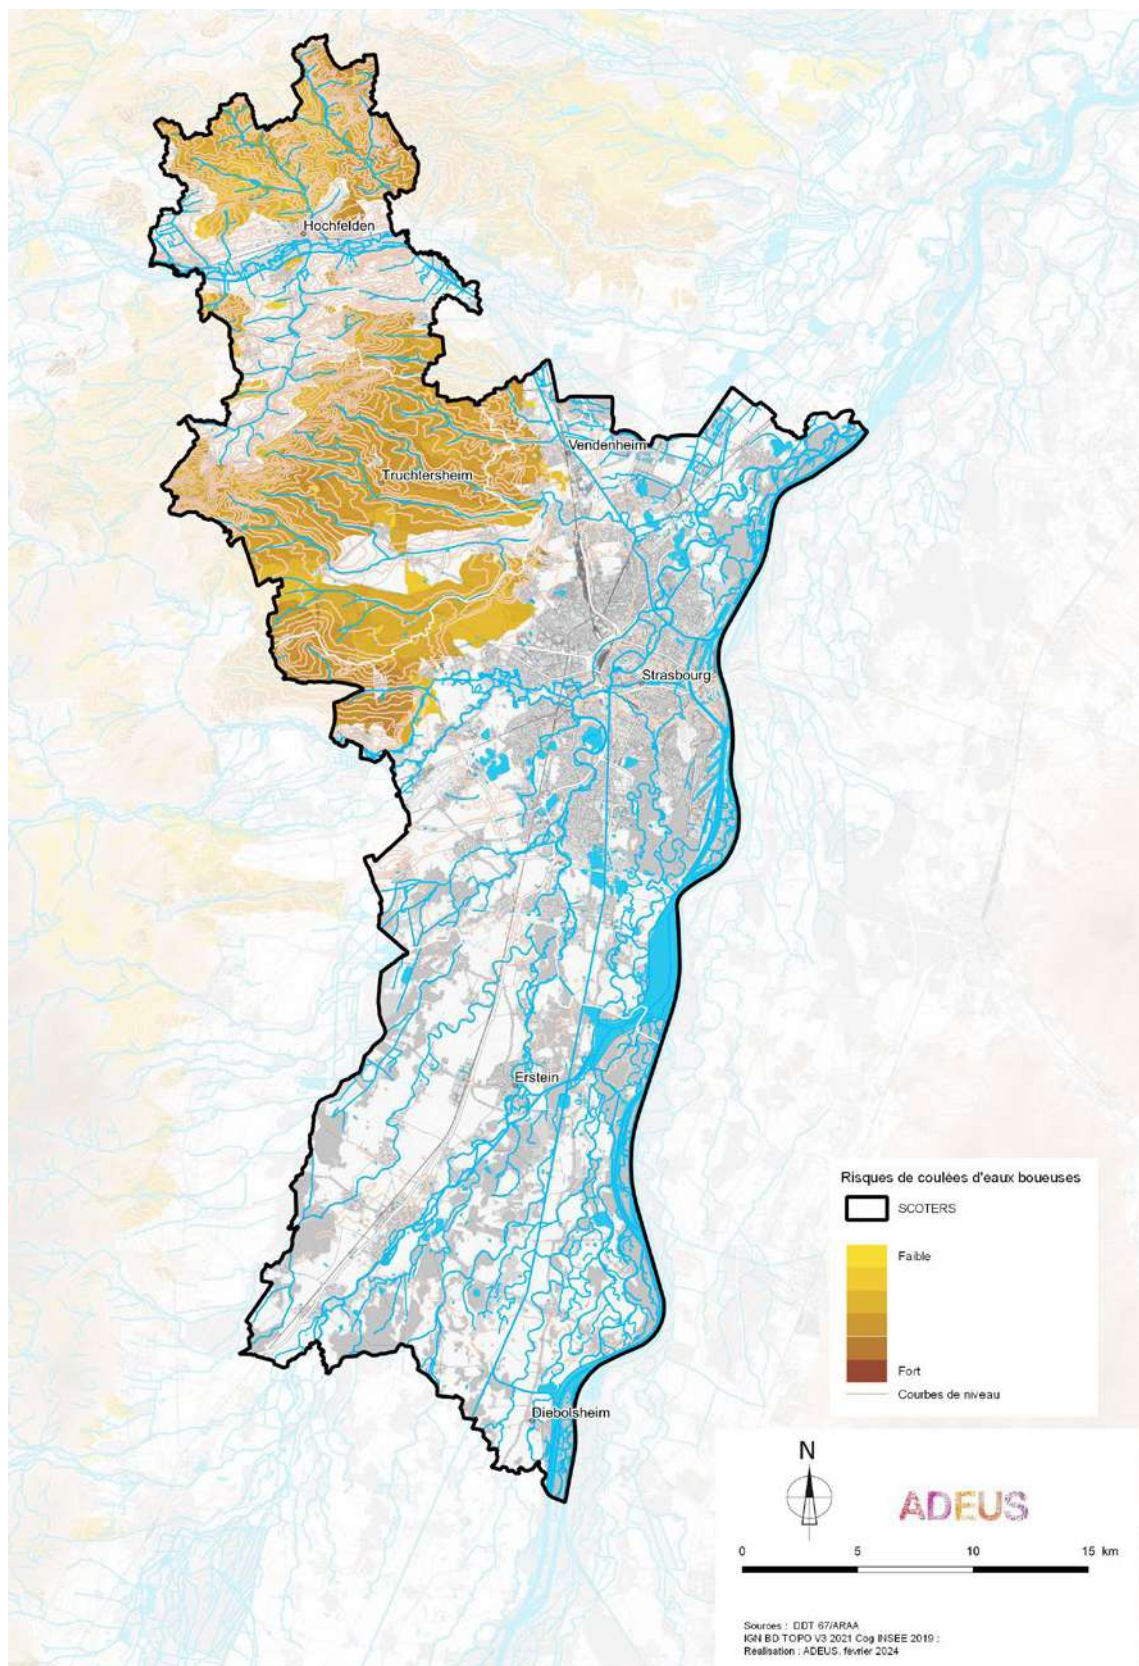 Hochfelden
Vendenheim
Truchtersheim
Strasbourg
Erstein
Diebolsheim
Risques de coulées d'eaux boueuses
SCOTERS
Faible
Fort
Courbes de niveau
N
ADEUS
0 5 10 15 km
Sources : DDT 67/ARAA
IGN BD TOPO V3 2021 Cog INSEE 2019 ;
Réalisation : ADEUS, février 2024